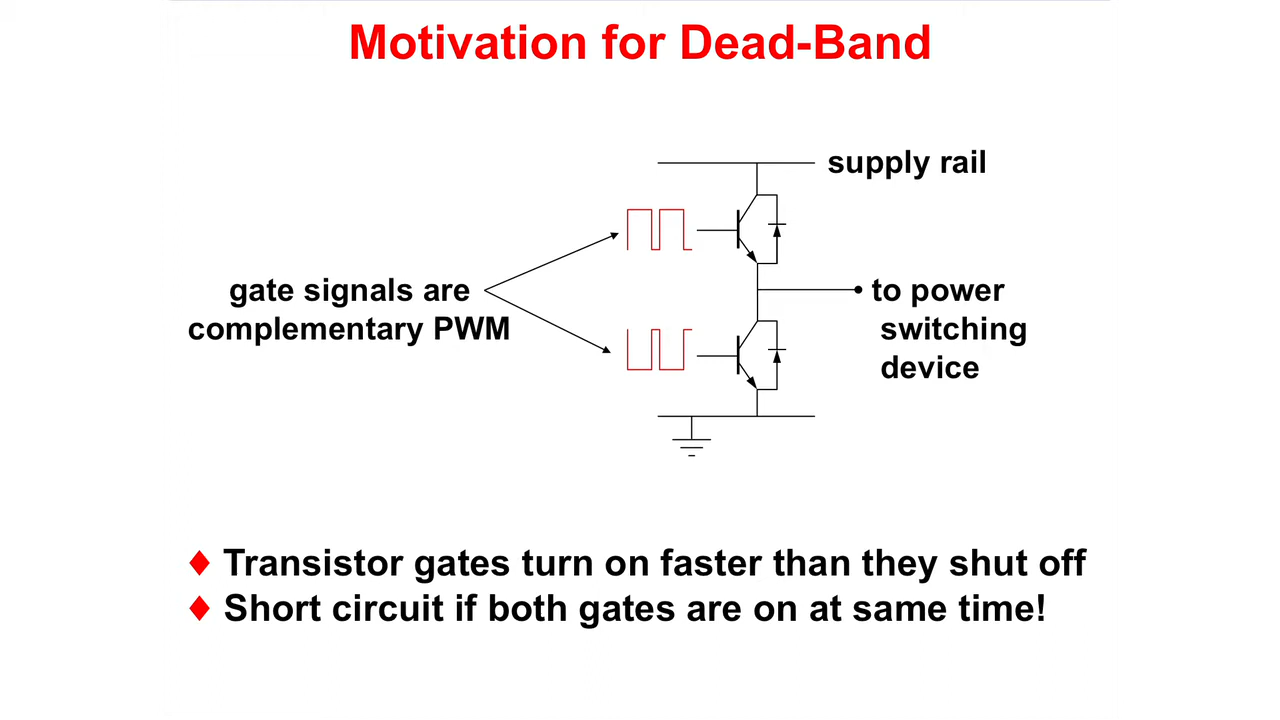 Motivation for Dead-Band
supply rail
gate signals are
complementary PWM
to power
switching
device
Transistor gates turn on faster than they shut off
Short circuit if both gates are on at same time!